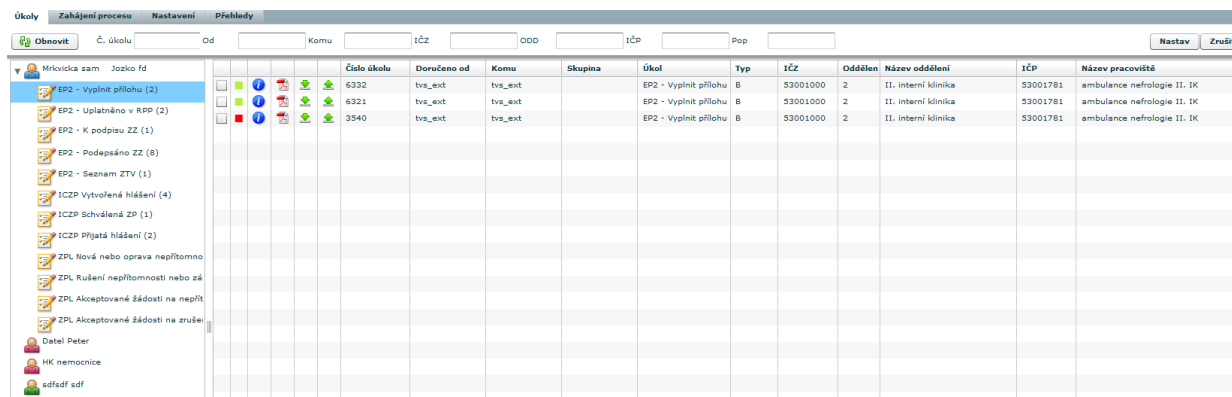 Úkoly Zahájení procesu Nastavení Přehledy
Obnovit Č. úkolu Od Komu IČZ ODD IČP Pop Nastav Zruši
Mrkvicka sam Jozko fd
EP2 - Vyplnit přílohu (2)
EP2 - Uplatněno v RPP (2)
EP2 - K podpisu ZZ (1)
EP2 - Podepsáno ZZ (8)
EP2 - Seznam ZTV (1)
ICZP Vytvořená hlášení (4)
ICZP Schválená ZP (1)
ICZP Přijatá hlášení (2)
ZPL Nová nebo oprava nepřítomno
ZPL Rušení nepřítomnosti nebo zá
ZPL Akceptované žádosti na nepřít
ZPL Akceptované žádosti na zruše
Datel Peter
HK nemocnice
sdfsdf sdf
Číslo úkolu Doručeno od Komu Skupina Úkol Typ IČZ Oddělen Název oddělení IČP Název pracoviště
6332 tvs_ext tvs_ext EP2 - Vyplnit přílohu B 53001000 2 II. interní klinika 53001781 ambulance nefrologie II. IK
6321 tvs_ext tvs_ext EP2 - Vyplnit přílohu B 53001000 2 II. interní klinika 53001781 ambulance nefrologie II. IK
3540 tvs_ext tvs_ext EP2 - Vyplnit přílohu B 53001000 2 II. interní klinika 53001781 ambulance nefrologie II. IK